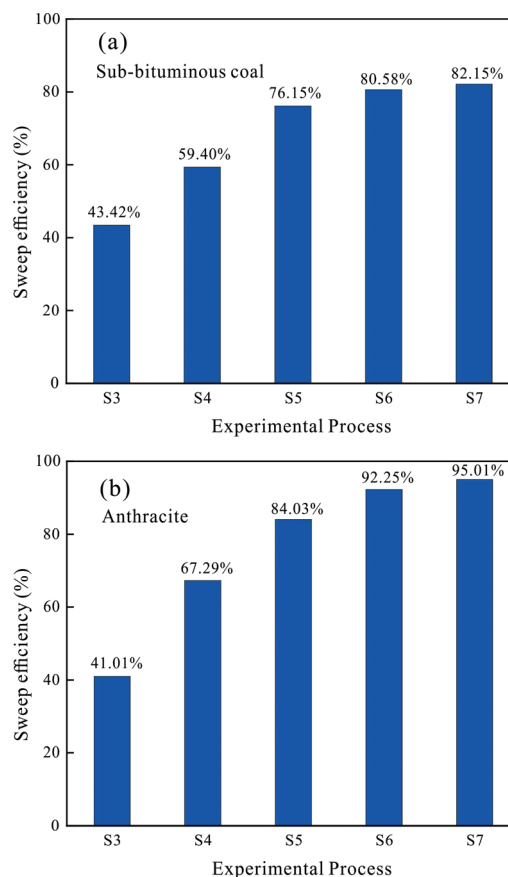 (a)
Sub-bituminous coal
Sweep efficiency (%)
100
80
60
40
20
0
43.42%
59.40%
76.15%
80.58%
82.15%
S3 S4 S5 S6 S7
Experimental Process
(b)
Anthracite
Sweep efficiency (%)
100
80
60
40
20
0
41.01%
67.29%
84.03%
92.25%
95.01%
S3 S4 S5 S6 S7
Experimental Process